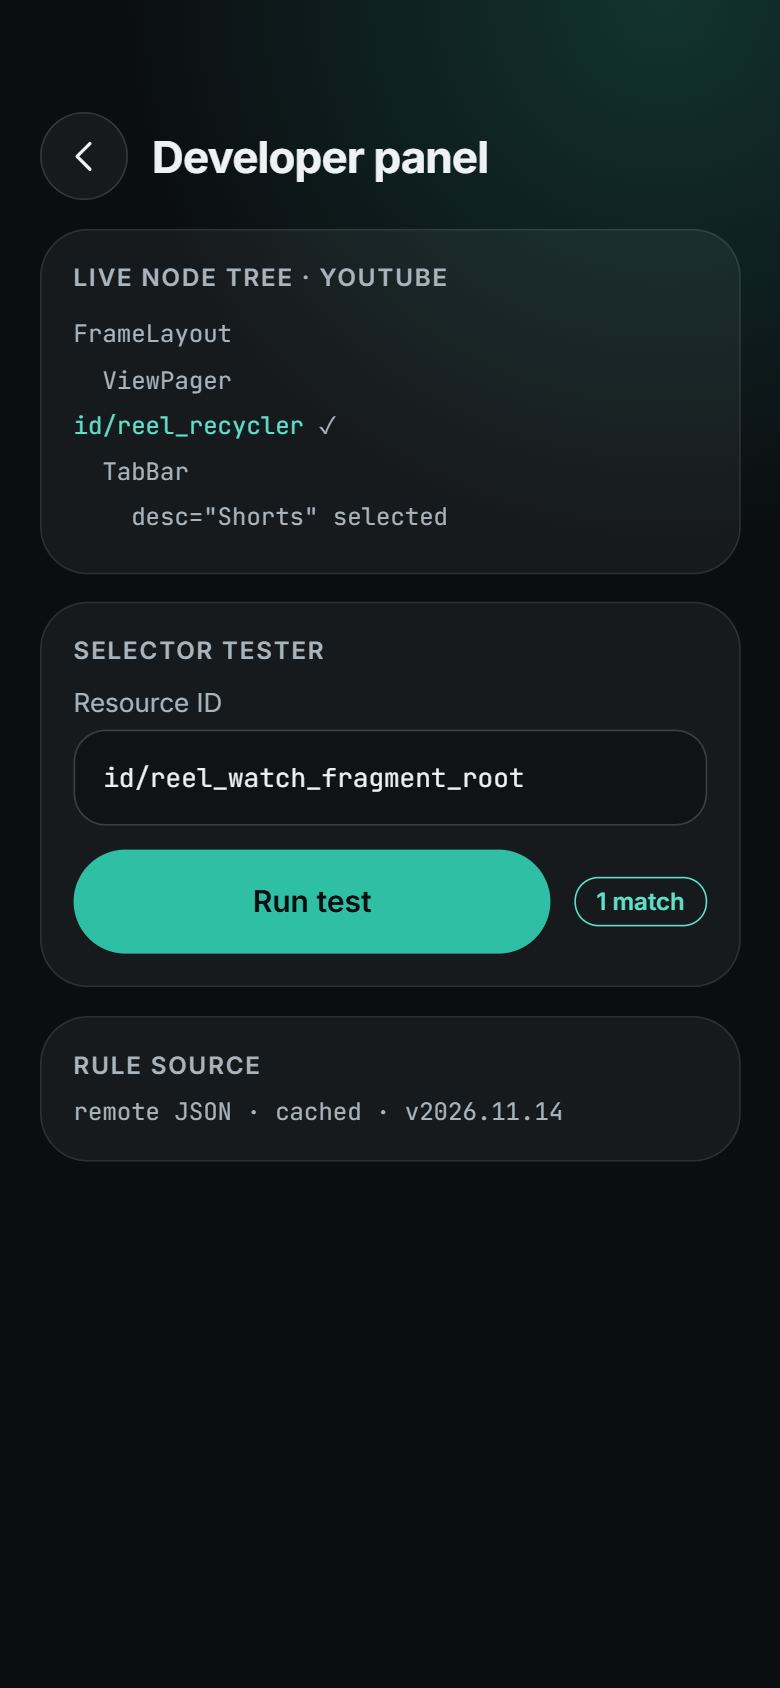 Developer panel
LIVE NODE TREE · YOUTUBE
FrameLayout
ViewPager
id/reel_recycler ✓
TabBar
desc="Shorts" selected
SELECTOR TESTER
Resource ID
id/reel_watch_fragment_root
Run test
1 match
RULE SOURCE
remote JSON · cached · v2026.11.14